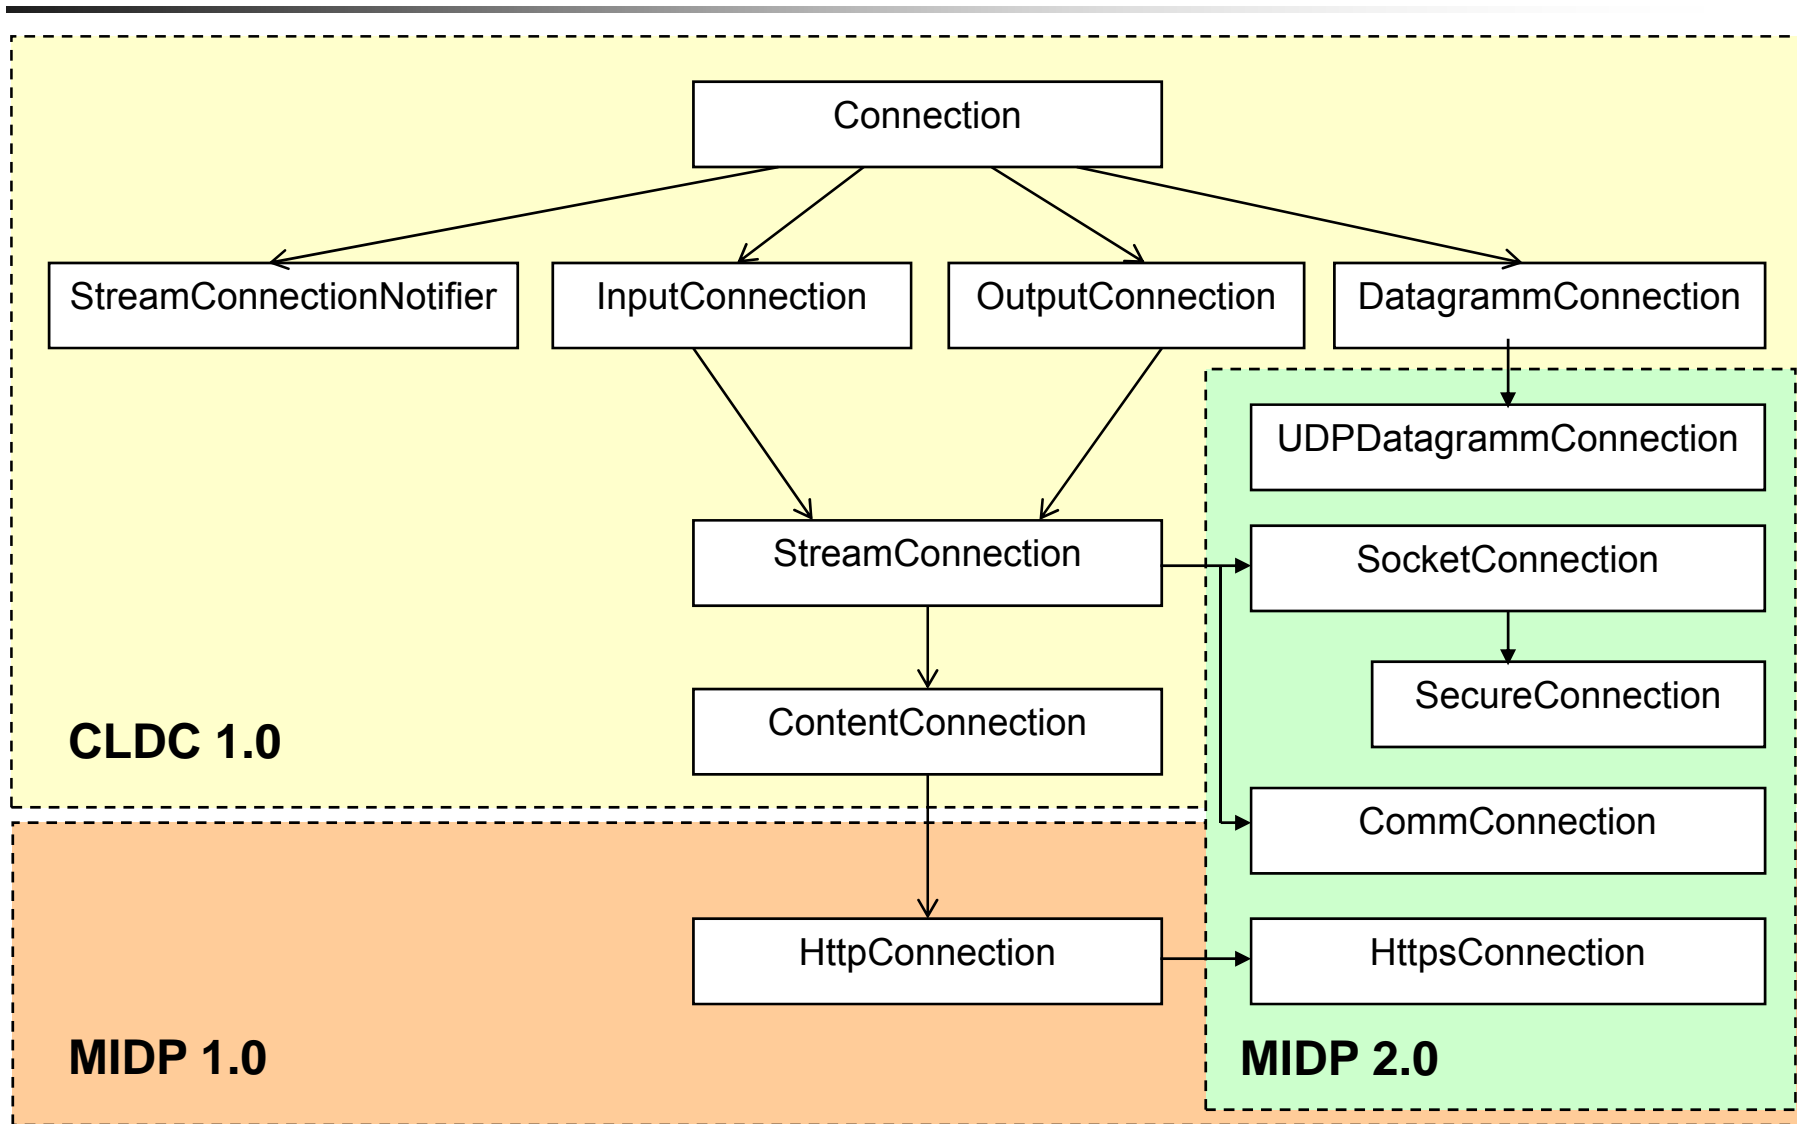 Connection
StreamConnectionNotifier
InputConnection
OutputConnection
DatagrammConnection
UDPDatagrammConnection
StreamConnection
SocketConnection
SecureConnection
ContentConnection
CLDC 1.0
CommConnection
HttpConnection
HttpsConnection
MIDP 1.0
MIDP 2.0